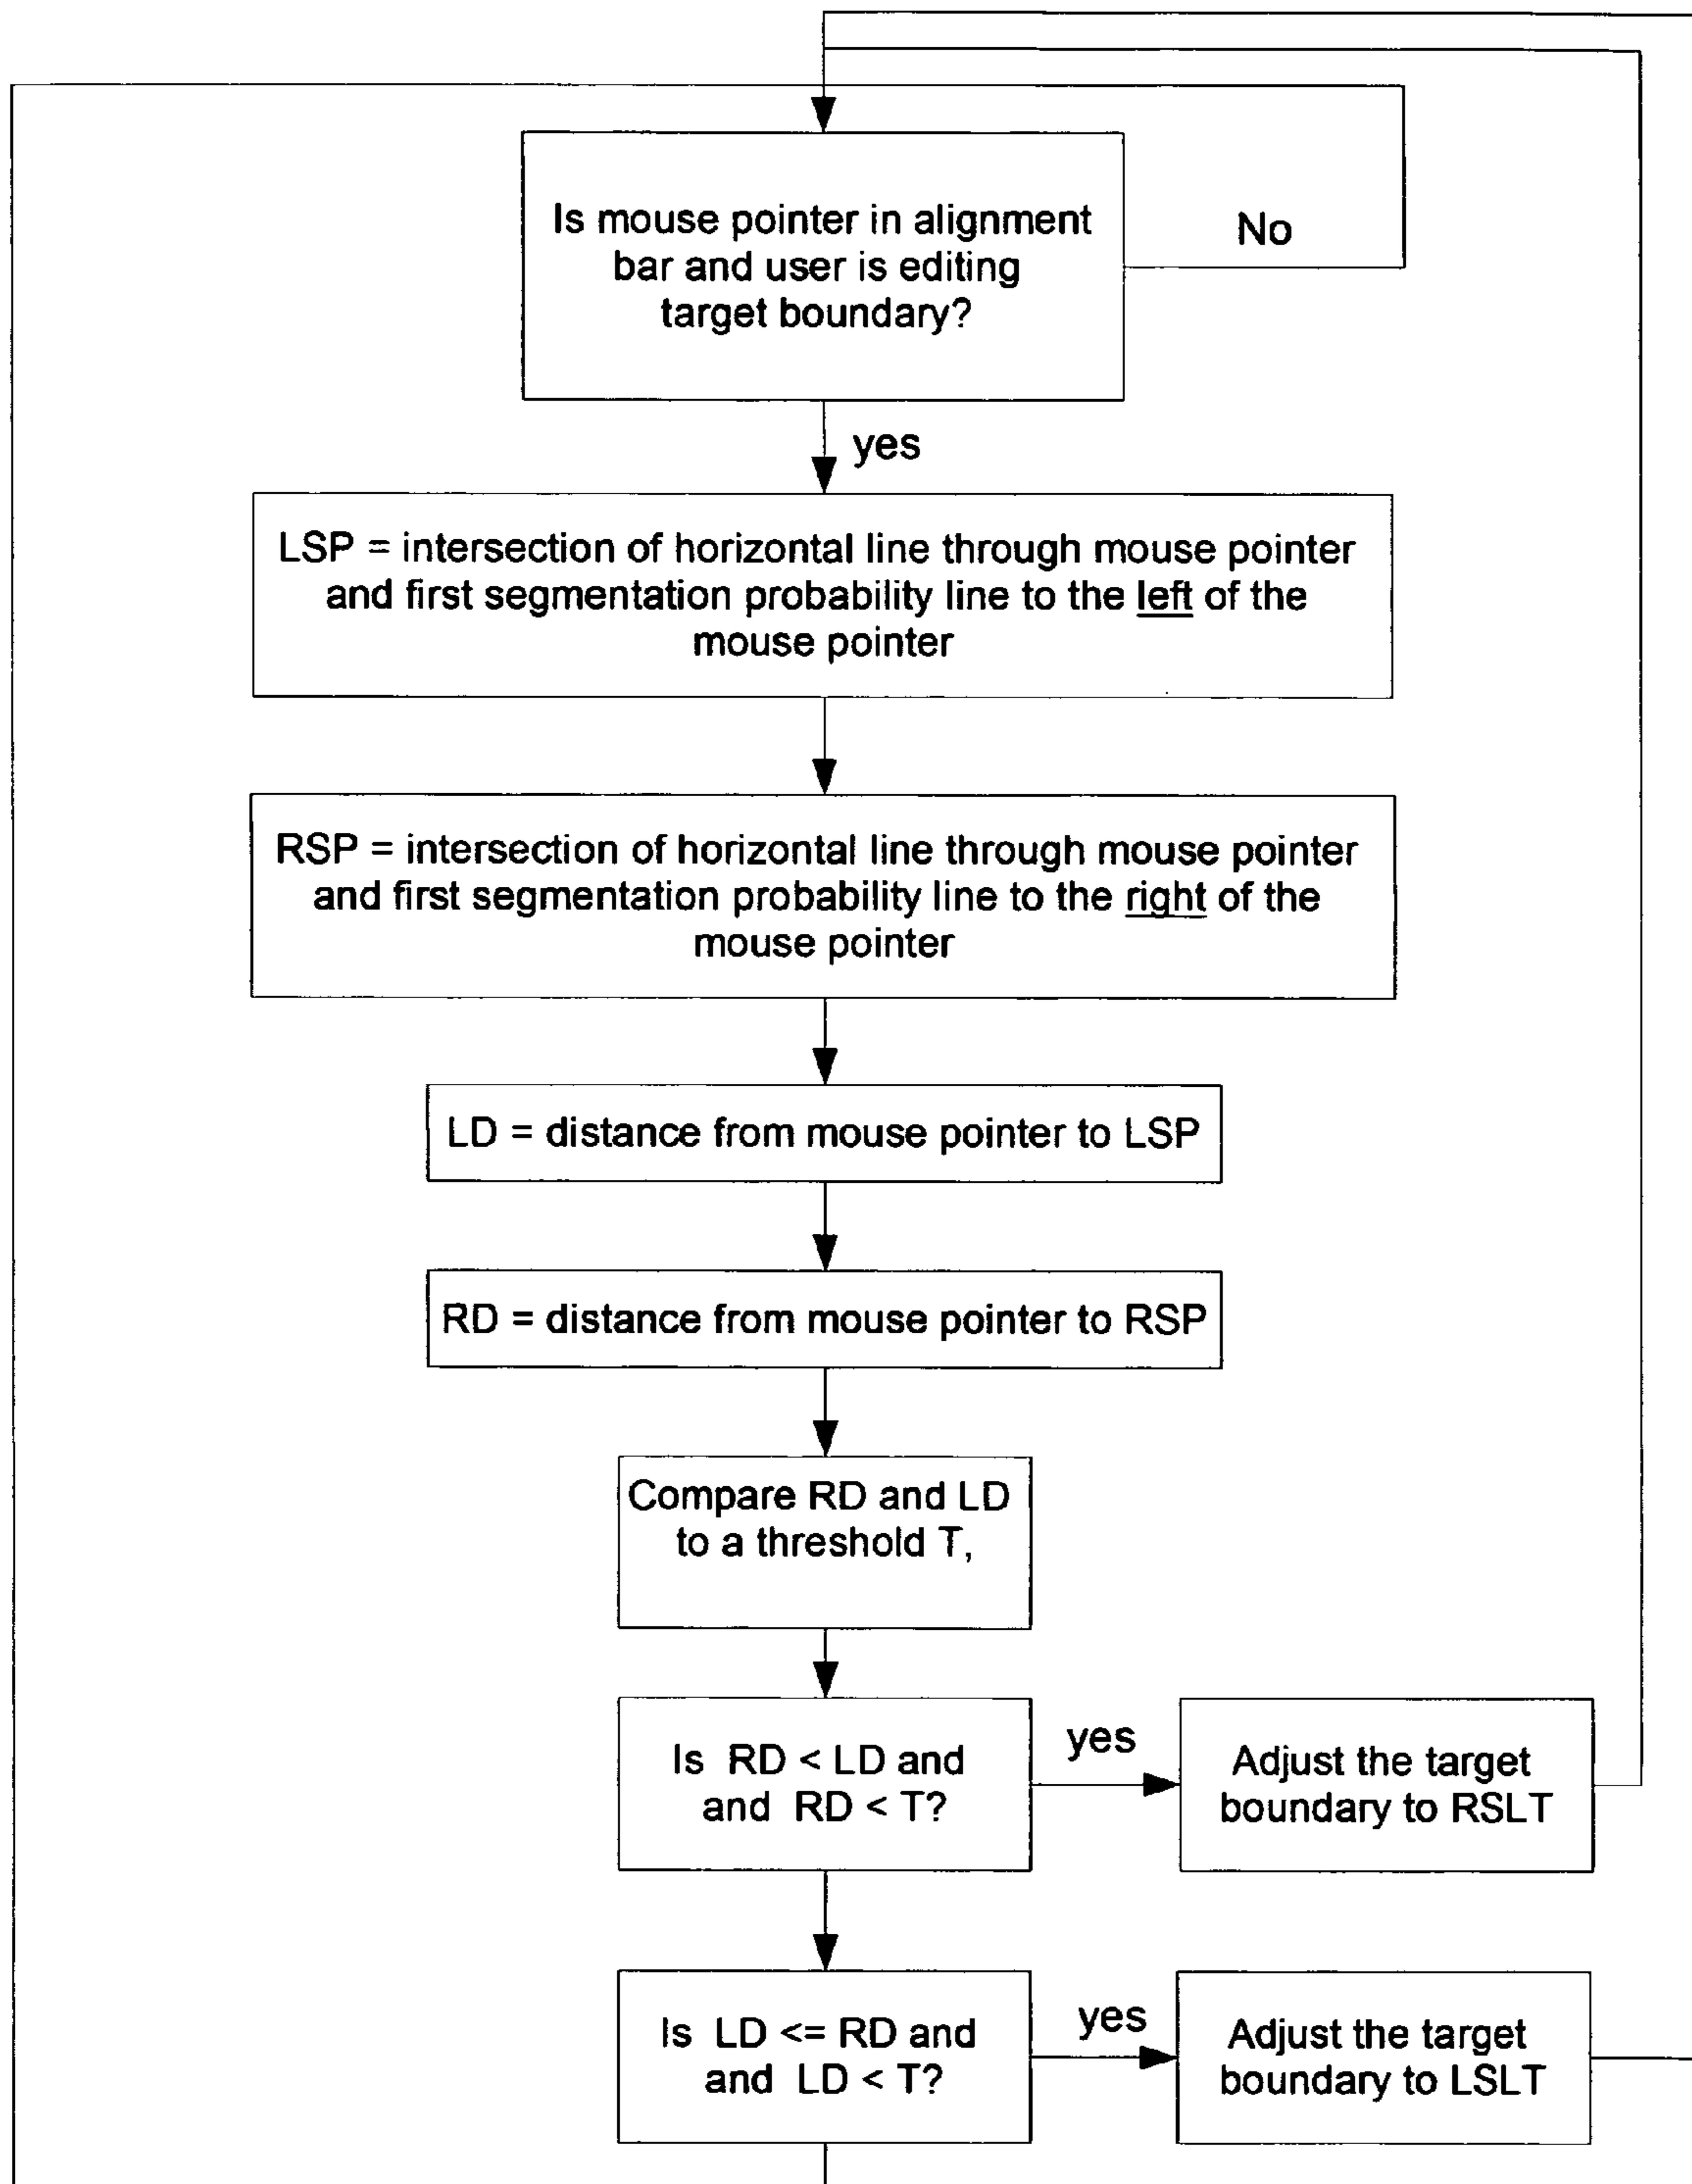 Is mouse pointer in alignment
bar and user is editing
target boundary?
No
yes
LSP = intersection of horizontal line through mouse pointer
and first segmentation probability line to the left of the
mouse pointer
RSP = intersection of horizontal line through mouse pointer
and first segmentation probability line to the right of the
mouse pointer
LD = distance from mouse pointer to LSP
RD = distance from mouse pointer to RSP
Compare RD and LD
to a threshold T,
Is RD < LD and
and RD < T?
yes
Adjust the target
boundary to RSLT
Is LD <= RD and
and LD < T?
yes
Adjust the target
boundary to LSLT